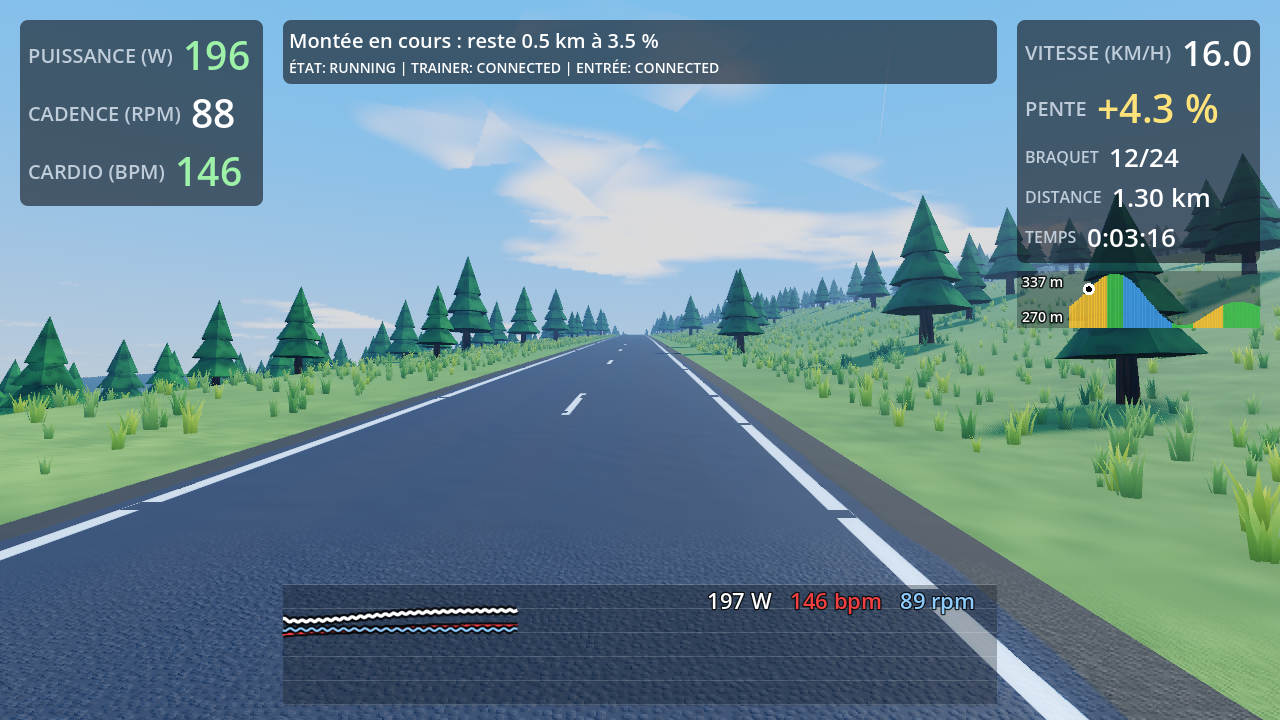 PUISSANCE (W) 196
CADENCE (RPM) 88
CARDIO (BPM) 146
Montée en cours : reste 0.5 km à 3.5 %
ÉTAT: RUNNING | TRAINER: CONNECTED | ENTRÉE: CONNECTED
VITESSE (KM/H) 16.0
PENTE +4.3 %
BRAQUET 12/24
DISTANCE 1.30 km
TEMPS 0:03:16
337 m
270 m
197 W 146 bpm 89 rpm